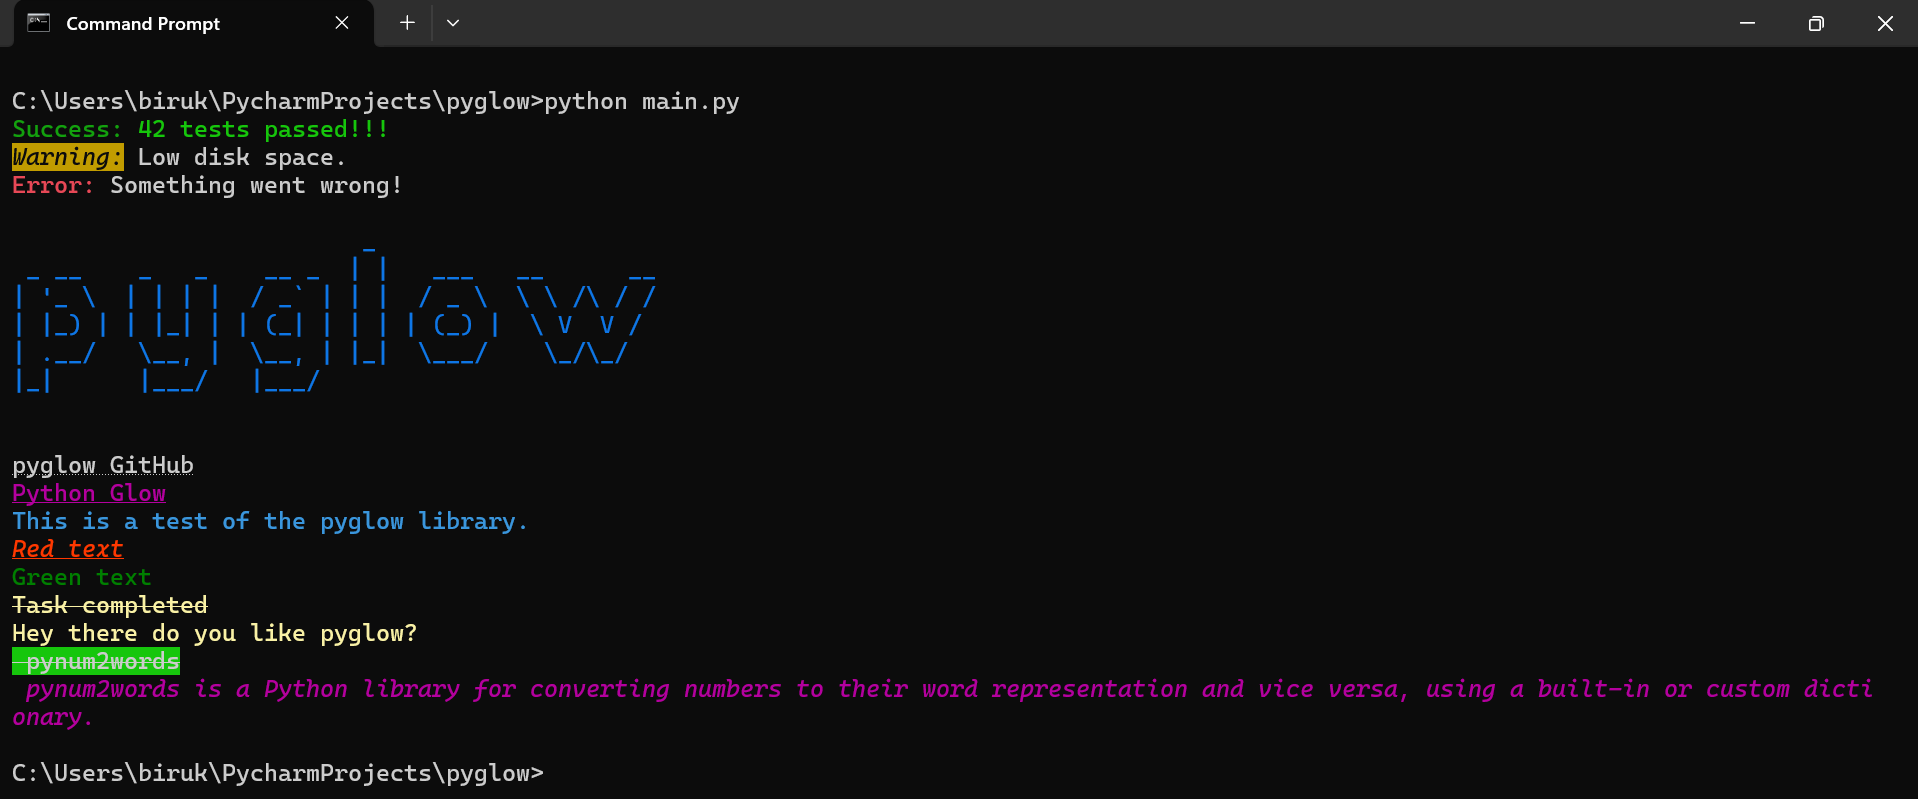 Command Prompt
C:\Users\biruk\PycharmProjects\pyglow>python main.py
Success: 42 tests passed!!!
Warning: Low disk space.
Error: Something went wrong!
pyglow
pyglow GitHub
Python Glow
This is a test of the pyglow library.
Red text
Green text
Task completed
Hey there do you like pyglow?
pynum2words
pynum2words is a Python library for converting numbers to their word representation and vice versa, using a built-in or custom dicti
onary.
C:\Users\biruk\PycharmProjects\pyglow>